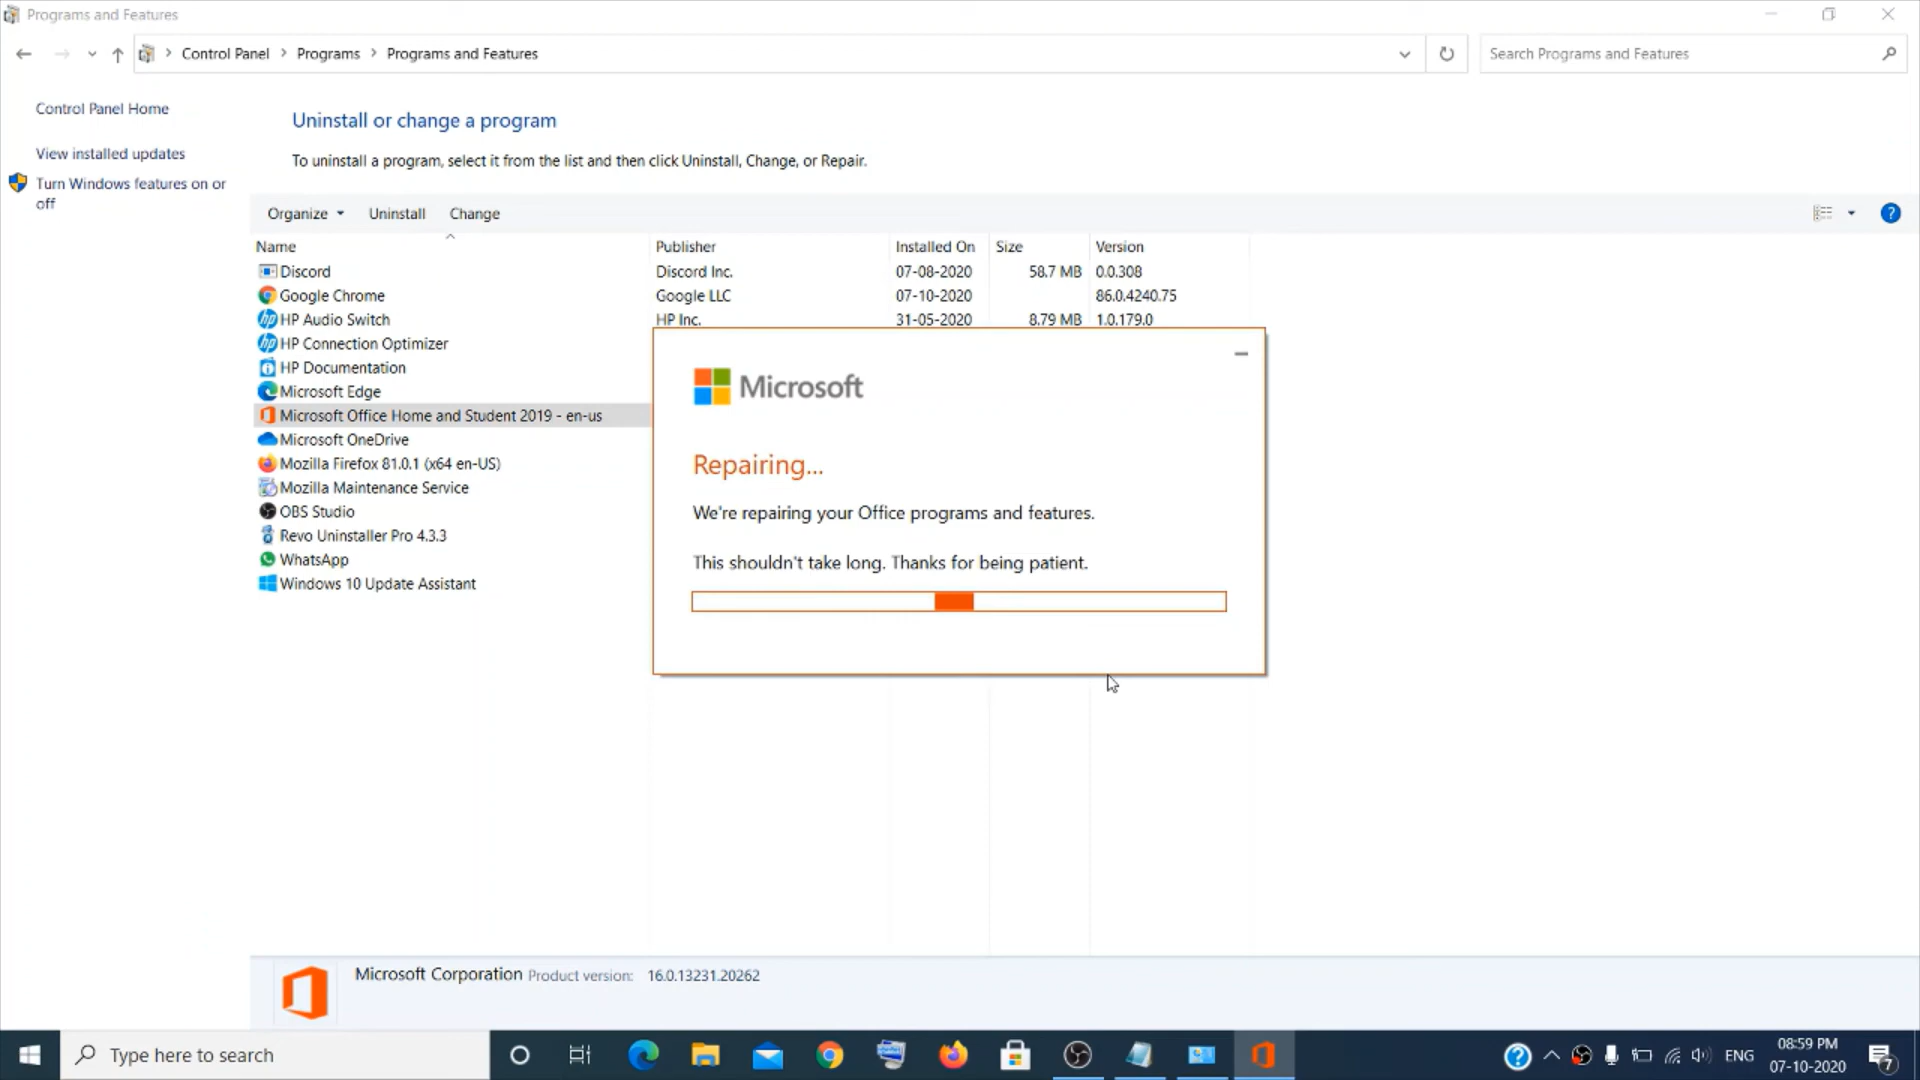 Programs and Features
Control Panel Programs Programs and Features
Search Programs and Features
Control Panel Home
View installed updates
Turn Windows features on or
off
Uninstall or change a program
To uninstall a program, select it from the list and then click Uninstall, Change, or Repair.
Organize Uninstall Change
?
Name Publisher Installed On Size Version
Discord Discord Inc. 07-08-2020 58.7 MB 0.0.308
Google Chrome Google LLC 07-10-2020 86.0.4240.75
HP Audio Switch HP Inc. 31-05-2020 8.79 MB 1.0.179.0
HP Connection Optimizer
HP Documentation
Microsoft Edge
Microsoft Office Home and Student 2019 - en-us
Microsoft OneDrive
Mozilla Firefox 81.0.1 (x64 en-US)
Mozilla Maintenance Service
OBS Studio
Revo Uninstaller Pro 4.3.3
WhatsApp
Windows 10 Update Assistant
Microsoft
Repairing...
We're repairing your Office programs and features.
This shouldn't take long. Thanks for being patient.
Microsoft Corporation Product version: 16.0.13231.20262
Type here to search
ENG
08:59 PM
07-10-2020
7